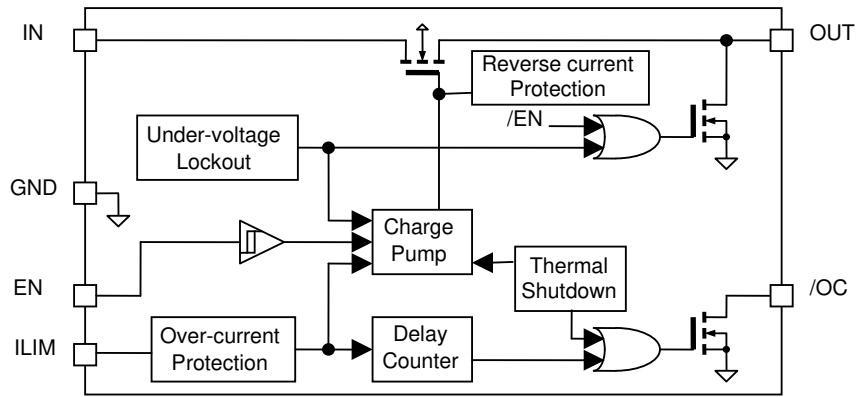 IN
OUT
Reverse current
Protection
/EN
Under-voltage
Lockout
GND
Charge
Pump
Thermal
Shutdown
EN
/OC
ILIM
Over-current
Protection
Delay
Counter